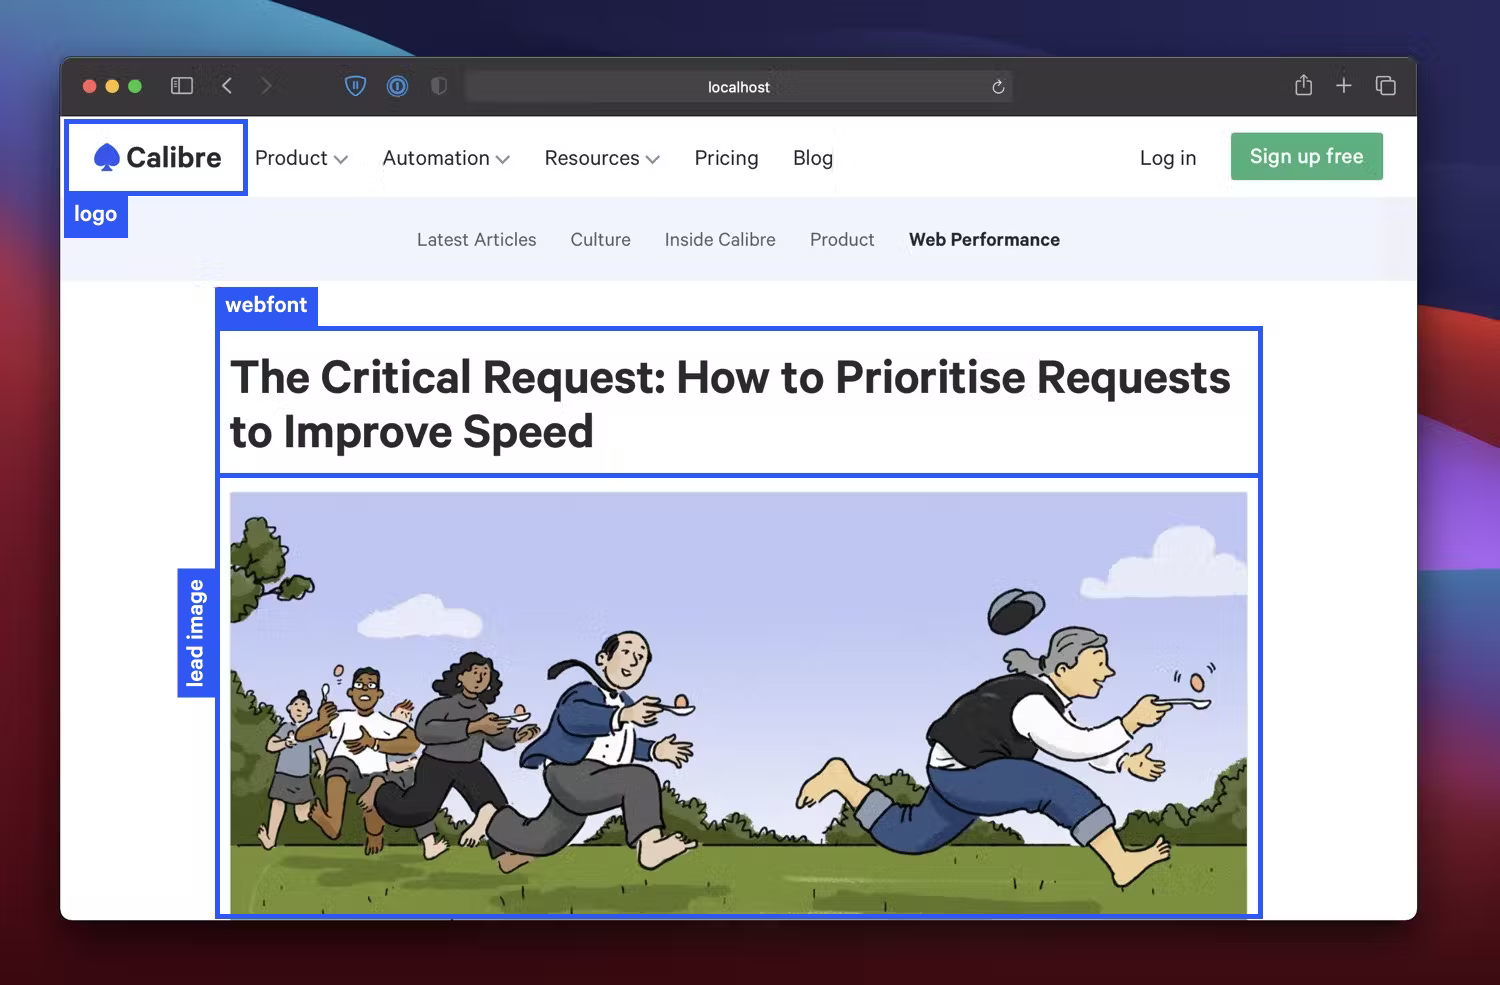 localhost
Calibre Product Automation Resources Pricing Blog Log in Sign up free
logo
Latest Articles Culture Inside Calibre Product Web Performance
webfont
The Critical Request: How to Prioritise Requests
to Improve Speed
lead image